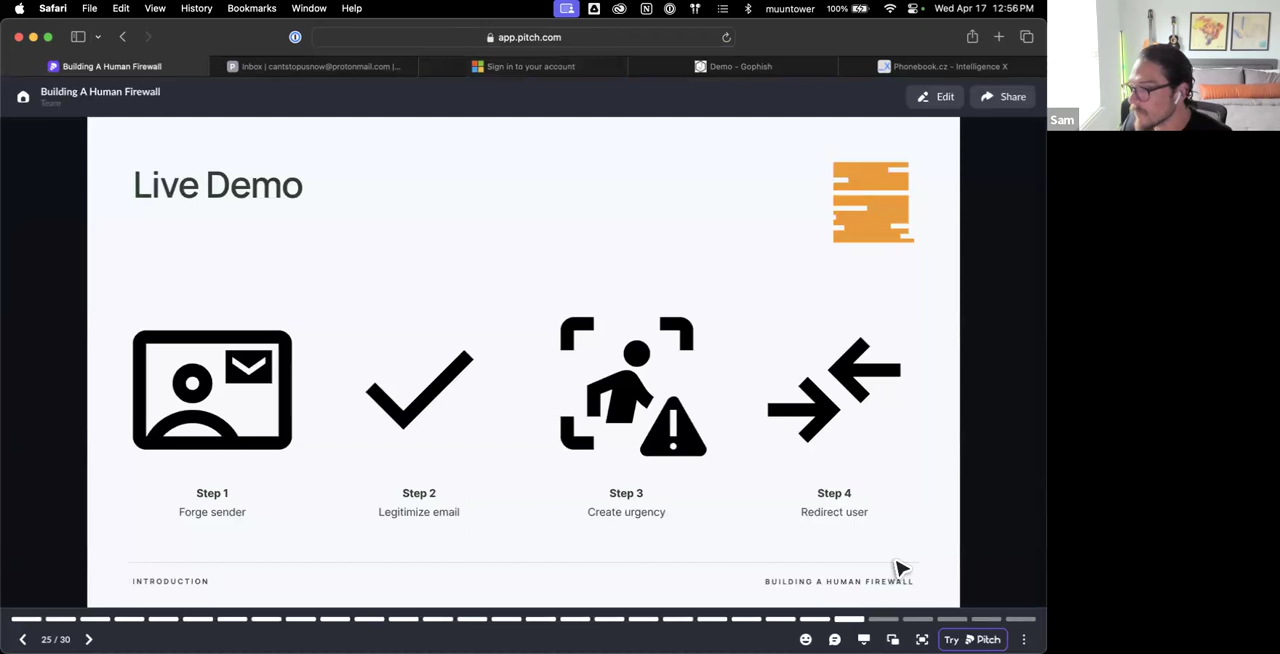 Safari File Edit View History Bookmarks Window Help muuntower 100% Wed Apr 17 12:56 PM
app.pitch.com
Building A Human Firewall Inbox | cantstopusnow@protonmail.com |... Sign in to your account Demo - Gophish Phonebook.cz - Intelligence X
Building A Human Firewall
Team
Edit Share
Sam
Live Demo
Step 1 Step 2 Step 3 Step 4
Forge sender Legitimize email Create urgency Redirect user
INTRODUCTION BUILDING A HUMAN FIREWALL
25 / 30 Try Pitch